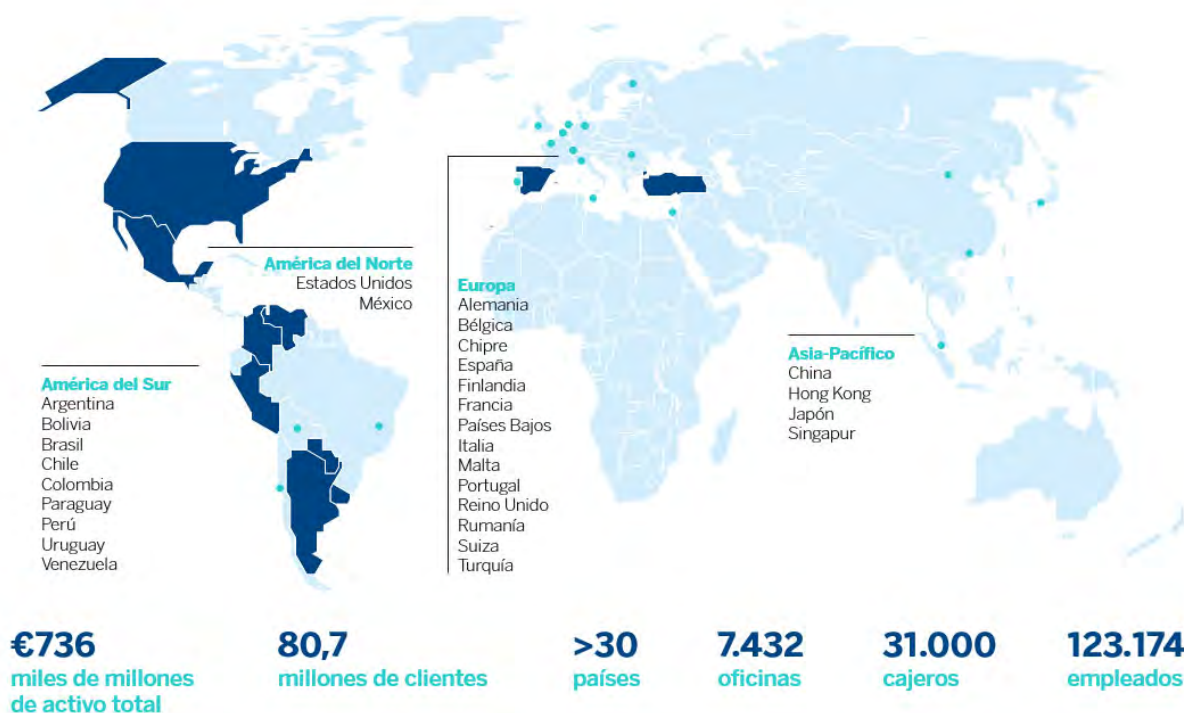 América del Norte
Estados Unidos
México
América del Sur
Argentina
Bolivia
Brasil
Chile
Colombia
Paraguay
Perú
Uruguay
Venezuela
Europa
Alemania
Bélgica
Chipre
España
Finlandia
Francia
Países Bajos
Italia
Malta
Portugal
Reino Unido
Rumanía
Suiza
Turquía
Asia-Pacífico
China
Hong Kong
Japón
Singapur
€736
miles de millones
de activo total
80,7
millones de clientes
>30
países
7.432
oficinas
31.000
cajeros
123.174
empleados